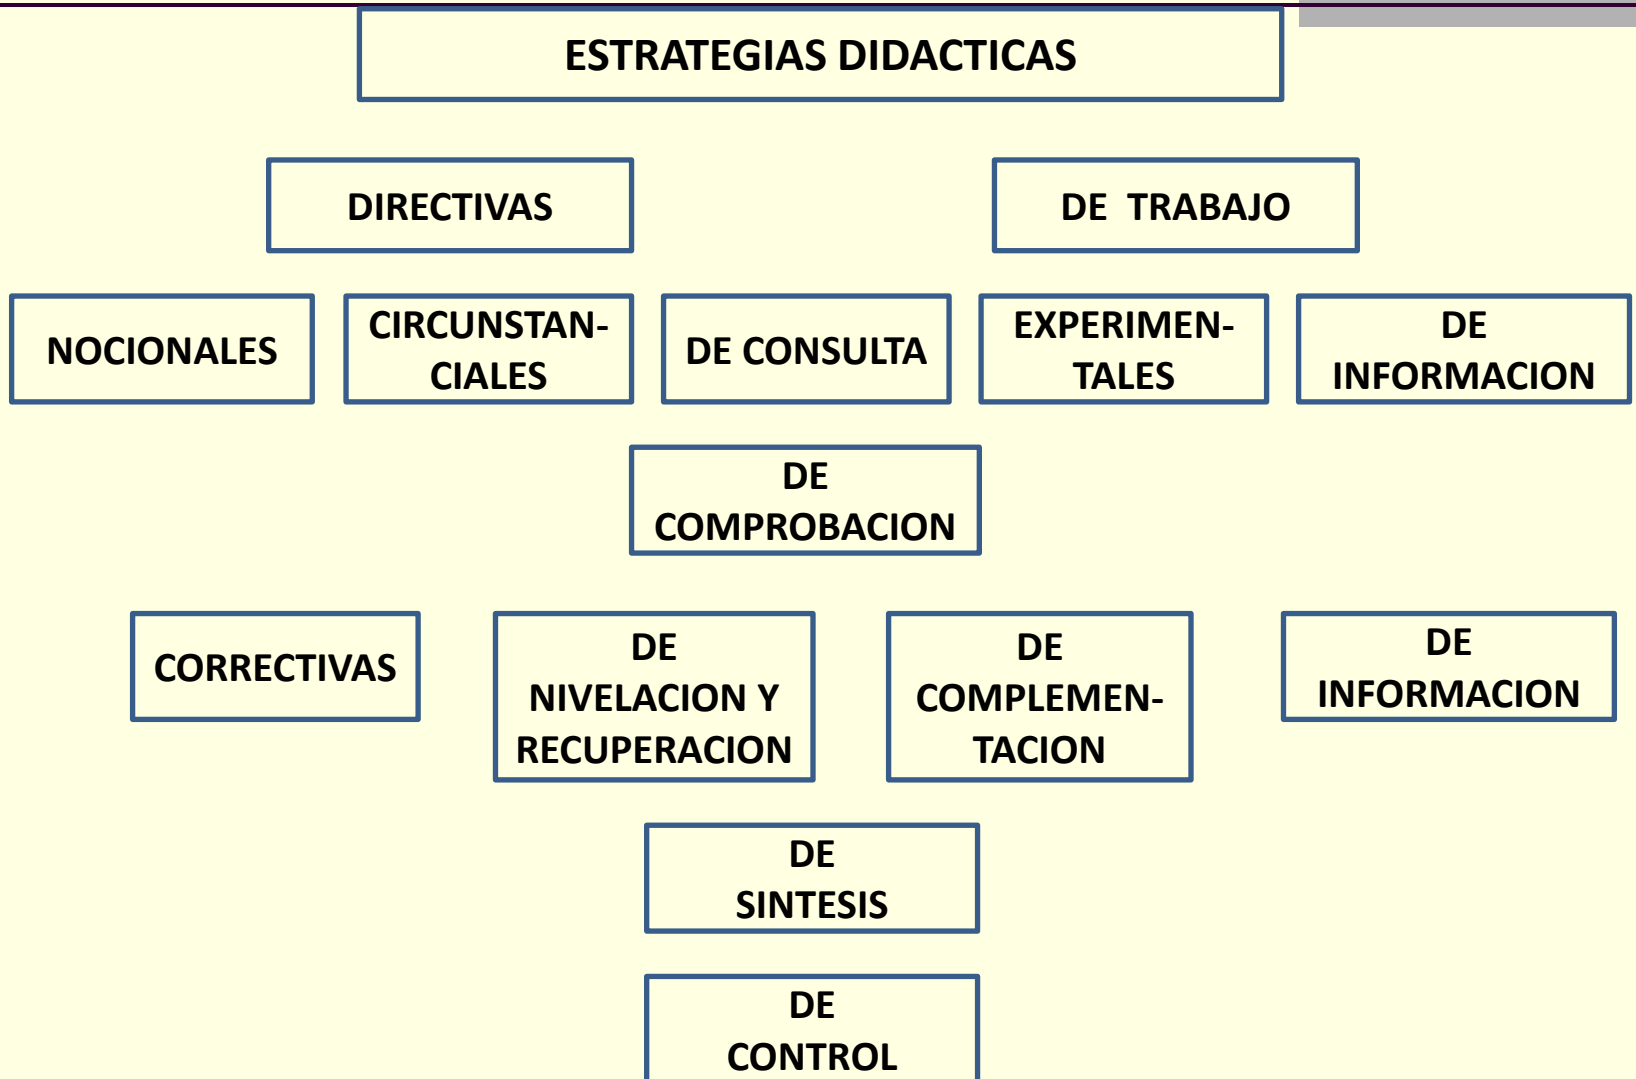 ESTRATEGIAS DIDACTICAS
DIRECTIVAS
DE TRABAJO
NOCIONALES
CIRCUNSTAN-
CIALES
DE CONSULTA
EXPERIMEN-
TALES
DE
INFORMACION
DE
COMPROBACION
CORRECTIVAS
DE
NIVELACION Y
RECUPERACION
DE
COMPLEMEN-
TACION
DE
INFORMACION
DE
SINTESIS
DE
CONTROL